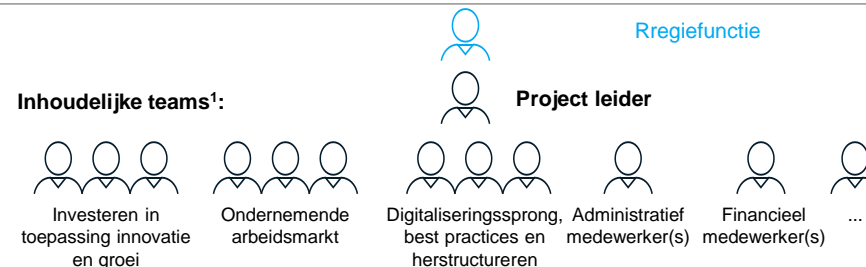 Rregiefunctie
Inhoudelijke teams¹:
Project leider
Investeren in
toepassing innovatie
en groei
Ondernemende
arbeidsmarkt
Digitaliseringssprong,
best practices en
herstructureren
Administratief
medewerker(s)
Financieel
medewerker(s)
...